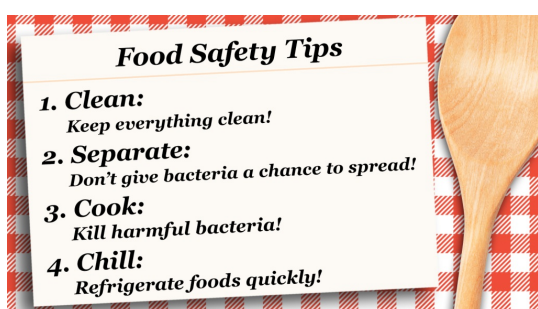 Food Safety Tips
1. Clean:
Keep everything clean!
2. Separate:
Don't give bacteria a chance to spread!
3. Cook:
Kill harmful bacteria!
4. Chill:
Refrigerate foods quickly!